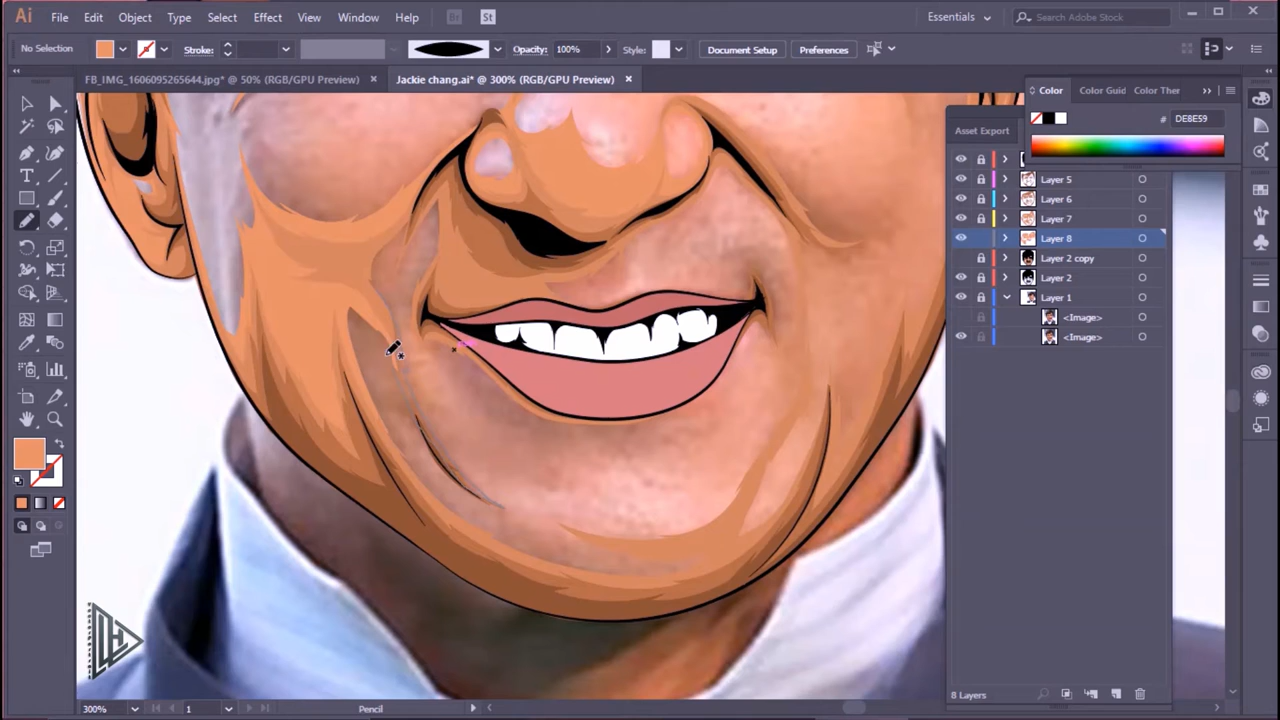 Ai File Edit Object Type Select Effect View Window Help Br St Essentials Search Adobe Stock
No Selection Stroke: Opacity: 100% Style: Document Setup Preferences
FB_IMG_1606095265644.jpg* @ 50% (RGB/GPU Preview) × Jackie chang.ai* @ 300% (RGB/GPU Preview) ×
Color Color Guid Color Ther
# DE8E59
Asset Export
Layer 5
Layer 6
Layer 7
Layer 8
Layer 2 copy
Layer 2
Layer 1
<Image>
<Image>
8 Layers
300% 1 Pencil